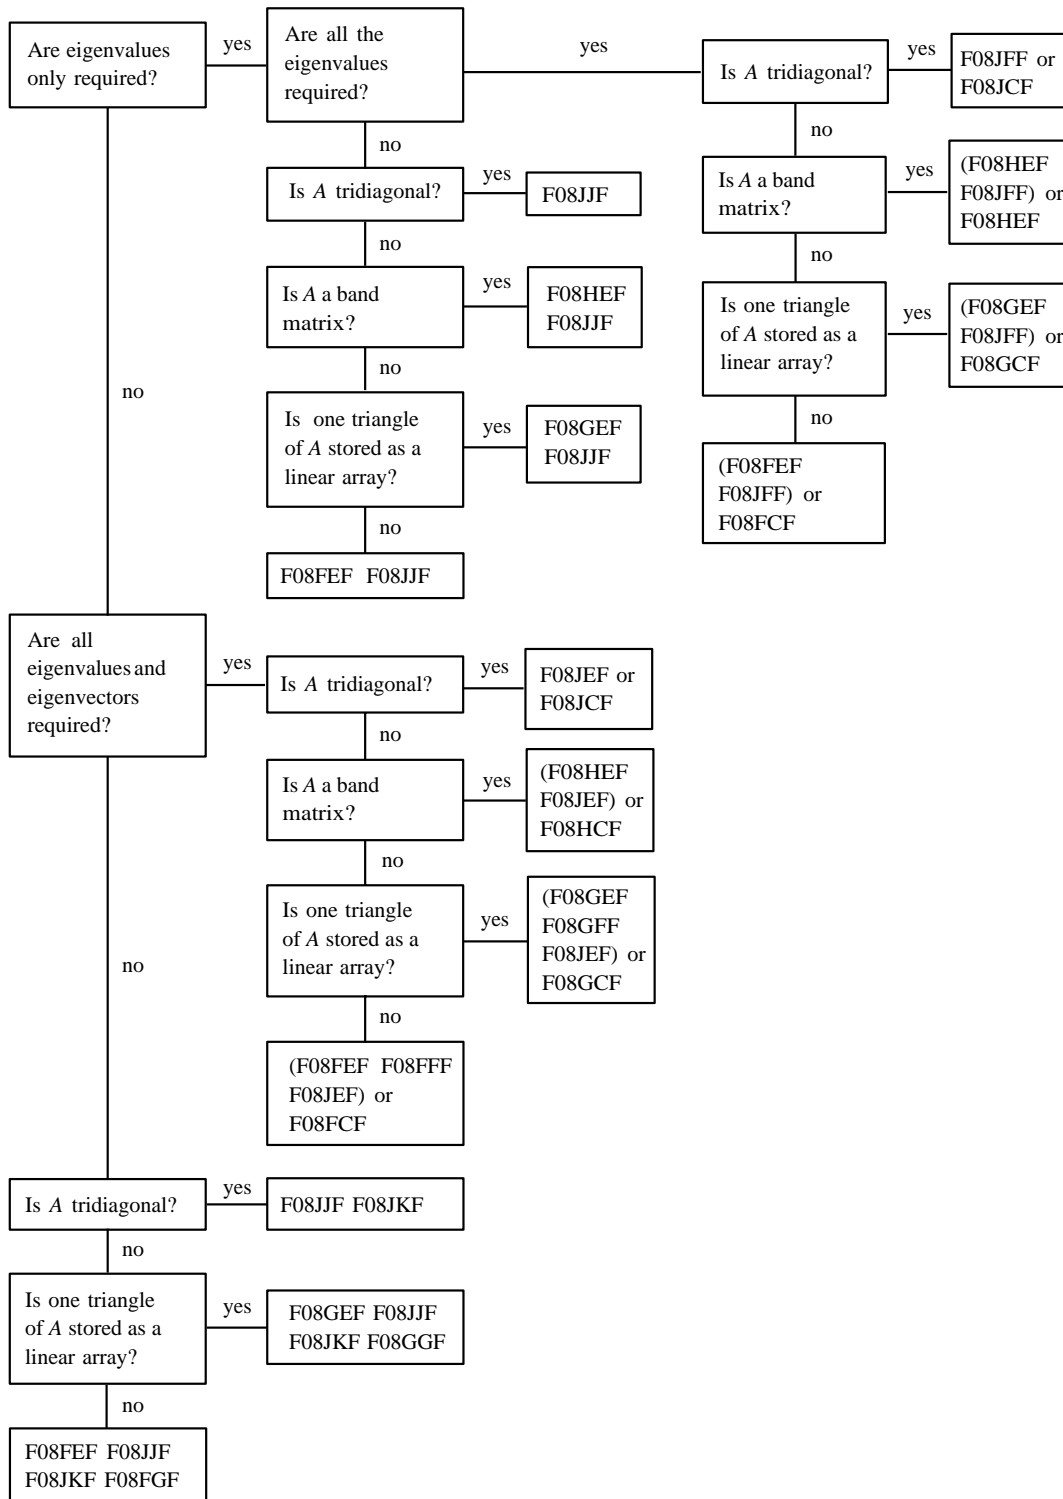 Are eigenvalues
only required?
yes
Are all the
eigenvalues
required?
yes
Is A tridiagonal?
yes
F08JFF or
F08JCF
no
no
Is A tridiagonal?
yes
F08JJF
Is A a band
matrix?
yes
(F08HEF
F08JFF) or
F08HEF
no
no
Is A a band
matrix?
yes
F08HEF
F08JJF
Is one triangle
of A stored as a
linear array?
yes
(F08GEF
F08JFF) or
F08GCF
no
no
no
Is one triangle
of A stored as a
linear array?
yes
F08GEF
F08JJF
no
(F08FEF
F08JFF) or
F08FCF
no
F08FEF F08JJF
Are all
eigenvalues and
eigenvectors
required?
yes
Is A tridiagonal?
yes
F08JEF or
F08JCF
no
Is A a band
matrix?
yes
(F08HEF
F08JEF) or
F08HCF
no
Is one triangle
of A stored as a
linear array?
yes
(F08GEF
F08GFF
F08JEF) or
F08GCF
no
(F08FEF F08FFF
F08JEF) or
F08FCF
Is A tridiagonal?
yes
F08JJF F08JKF
no
Is one triangle
of A stored as a
linear array?
yes
F08GEF F08JJF
F08JKF F08GGF
no
F08FEF F08JJF
F08JKF F08FGF